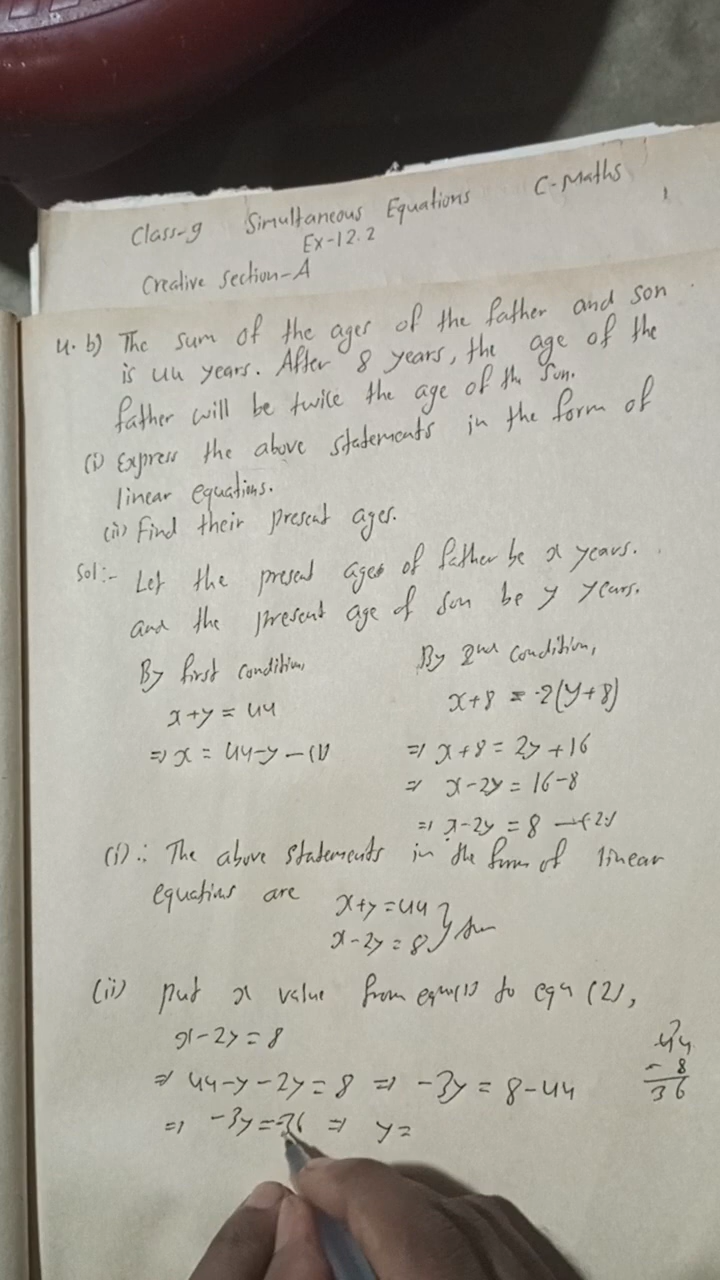 Class-9 Simultaneous Equations C-Maths
Ex-12.2
Creative section-A
4. b) The sum of the ages of the father and son
is 44 years. After 8 years, the age of the
father will be twice the age of the son.
(i) Express the above statements in the form of
linear equations.
(ii) Find their present ages.
Sol:- Let the present ages of father be x years.
and the present age of son be y years.
By first condition,
x+y = 44
⇒ x = 44-y -(1)
By 2nd condition,
x+8 = 2(y+8)
⇒ x+8 = 2y+16
⇒ x-2y = 16-8
⇒ x-2y = 8 -(2)
(i) ∴ The above statements in the form of linear
equations are x+y = 44
x-2y = 8
(ii) put x value from eqn(1) to eqn (2),
x-2y = 8
⇒ 44-y-2y = 8 ⇒ -3y = 8-44
⇒ -3y = -36 ⇒ y =
44
- 8
36